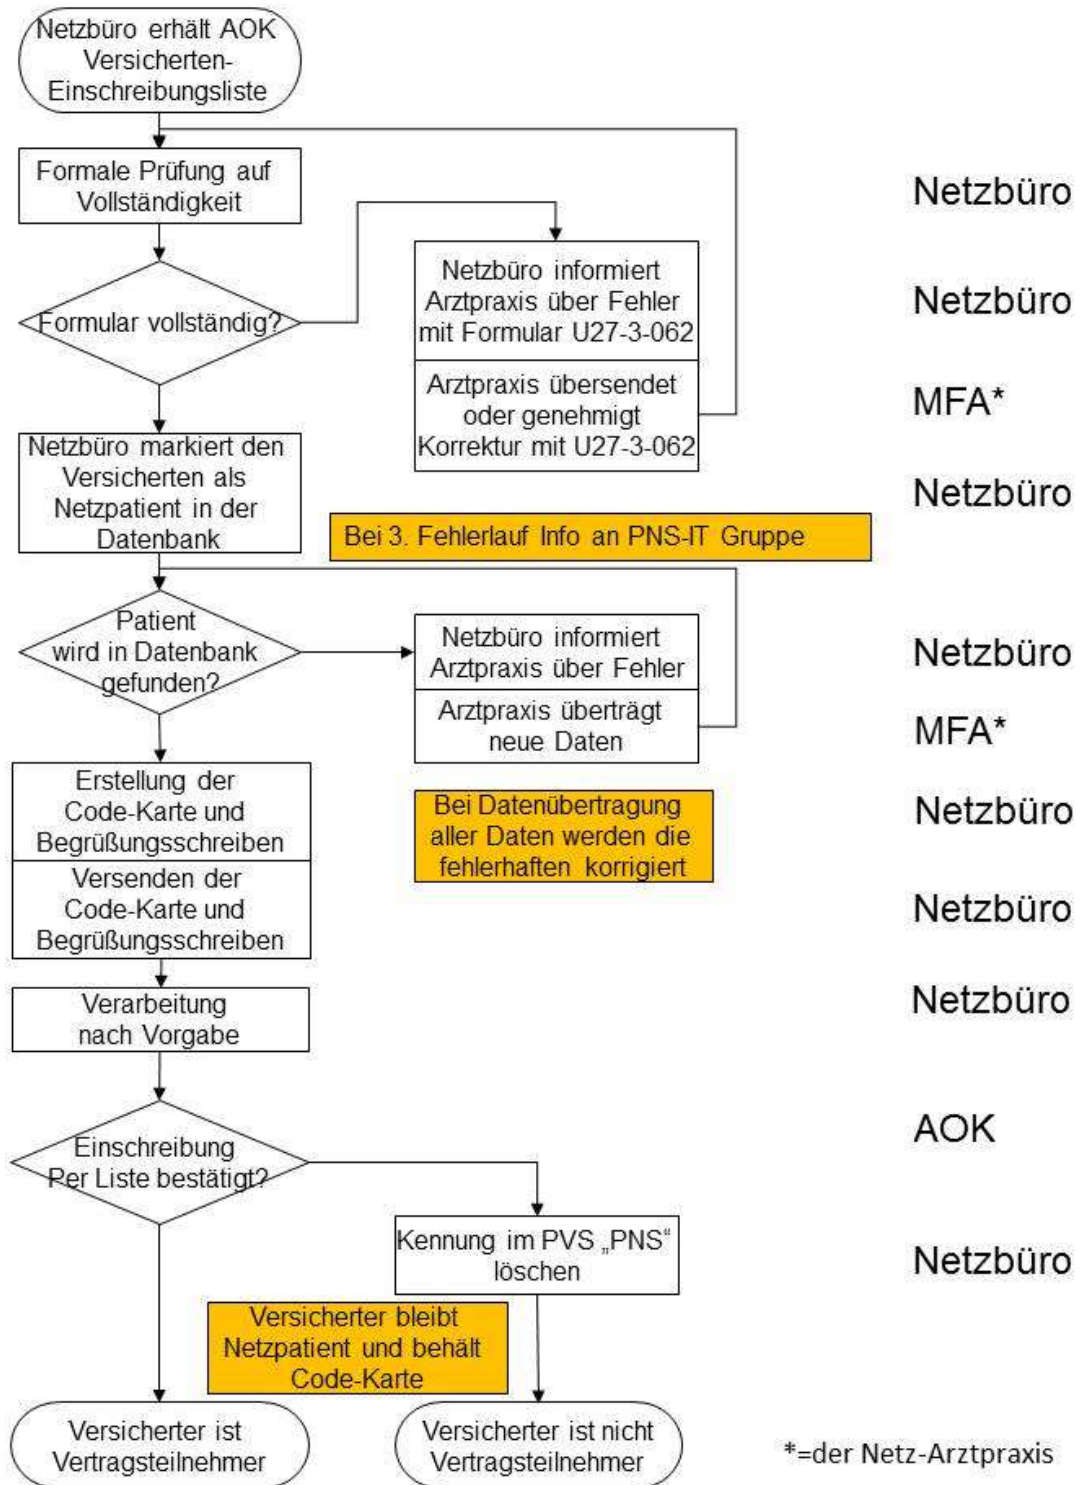 Netzbüro erhält AOK
Versicherten-
Einschreibungsliste
Formale Prüfung auf
Vollständigkeit
Netzbüro
Formular vollständig?
Netzbüro informiert
Arztpraxis über Fehler
mit Formular U27-3-062
Netzbüro
Arztpraxis übersendet
oder genehmigt
Korrektur mit U27-3-062
MFA*
Netzbüro markiert den
Versicherten als
Netzpatient in der
Datenbank
Netzbüro
Bei 3. Fehlerlauf Info an PNS-IT Gruppe
Patient
wird in Datenbank
gefunden?
Netzbüro informiert
Arztpraxis über Fehler
Netzbüro
Arztpraxis überträgt
neue Daten
MFA*
Erstellung der
Code-Karte und
Begrüßungsschreiben
Bei Datenübertragung
aller Daten werden die
fehlerhaften korrigiert
Netzbüro
Versenden der
Code-Karte und
Begrüßungsschreiben
Netzbüro
Verarbeitung
nach Vorgabe
Netzbüro
Einschreibung
Per Liste bestätigt?
AOK
Kennung im PVS „PNS“
löschen
Netzbüro
Versicherter bleibt
Netzpatient und behält
Code-Karte
Versicherter ist
Vertragsteilnehmer
Versicherter ist nicht
Vertragsteilnehmer
*=der Netz-Arztpraxis